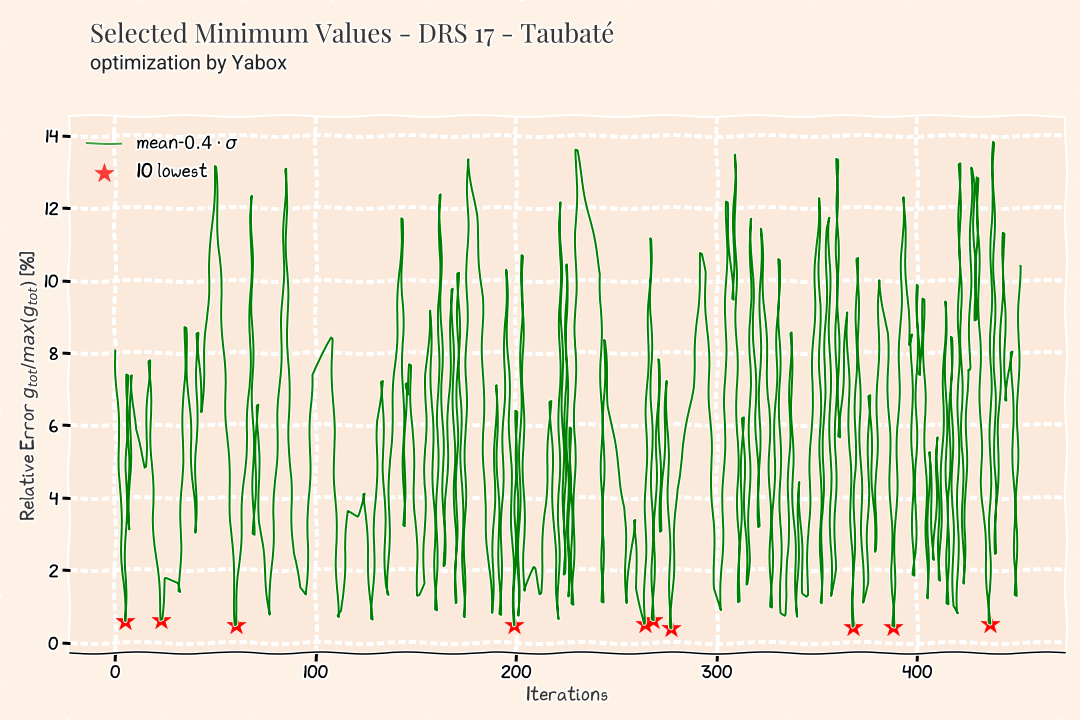 Selected Minimum Values - DRS 17 - Taubaté
optimization by Yabox
mean-0.4 · σ
10 lowest
14
12
10
8
6
4
2
0
Relative Error g_tot/max(g_tot) [%]
0 100 200 300 400
Iterations